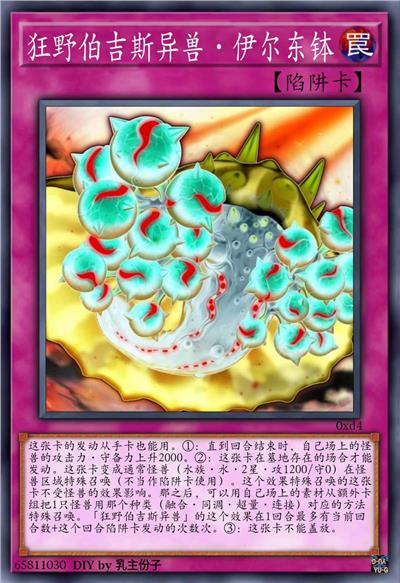 狂野伯吉斯异兽·伊尔东钵
罠
【陷阱卡】
0xd4
这张卡的发动从手卡也能用。①：直到回合结束时，自己场上的怪
兽的攻击力·守备力上升2000。②：这张卡在墓地存在的场合才能
发动。这张卡变成通常怪兽（水族·水·2星·攻1200/守0）在怪
兽区域特殊召唤（不当作陷阱卡使用）。这个效果特殊召唤的这张
卡不受怪兽的效果影响。那之后，可以用自己场上的素材从额外卡
组把1只怪兽用那个种类（融合·同调·超量·连接）对应的方法
特殊召唤。「狂野伯吉斯异兽」的这个效果在1回合最多有当前回
合数+这个回合陷阱卡发动的次数次。③：这张卡不能盖放。
65811030 DIY by 乳主份子